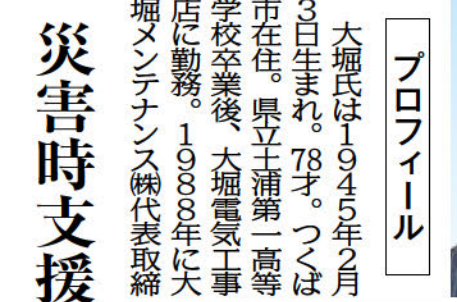 プロフィール
大堀氏は１９４５年２月
３日生まれ。78才。つくば
市在住。県立土浦第一高等
学校卒業後、大堀電気工事
店に勤務。１９８８年に大
堀メンテナンス㈱代表取締
災害時支援